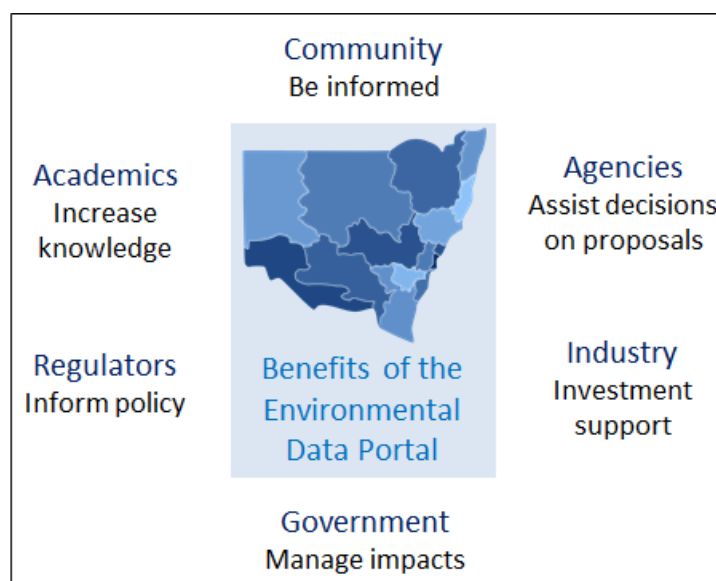 Community
Be informed
Academics
Increase
knowledge
Agencies
Assist decisions
on proposals
Regulators
Inform policy
Benefits of the
Environmental
Data Portal
Industry
Investment
support
Government
Manage impacts